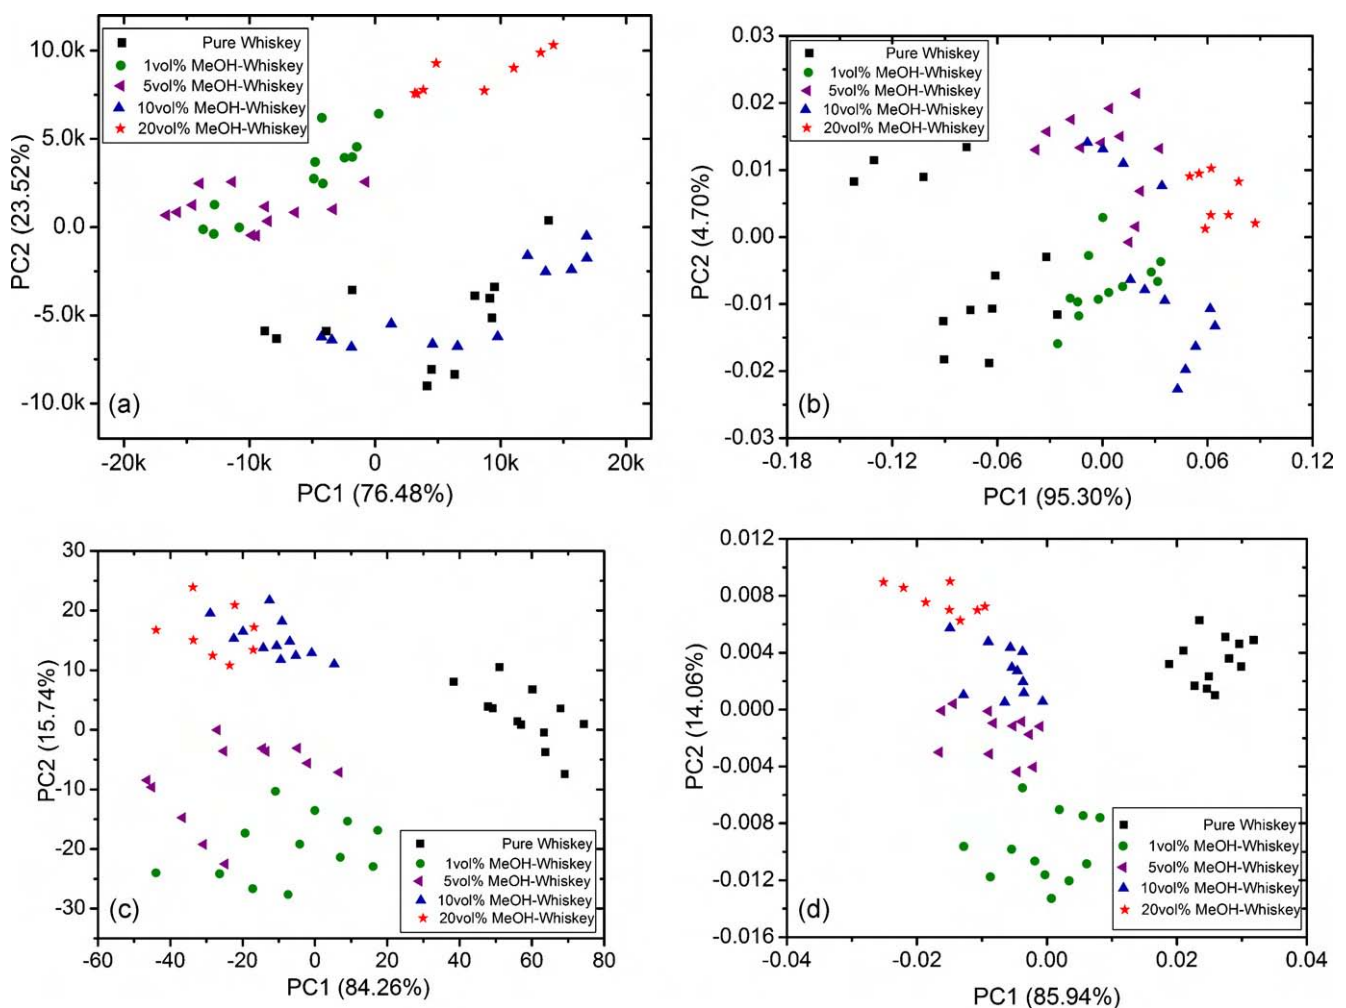 10.0k
5.0k
0.0
-5.0k
-10.0k
PC2 (23.52%)
Pure Whiskey
1vol% MeOH-Whiskey
5vol% MeOH-Whiskey
10vol% MeOH-Whiskey
20vol% MeOH-Whiskey
(a)
-20k -10k 0 10k 20k
PC1 (76.48%)
0.03
0.02
0.01
0.00
-0.01
-0.02
-0.03
PC2 (4.70%)
Pure Whiskey
1vol% MeOH-Whiskey
5vol% MeOH-Whiskey
10vol% MeOH-Whiskey
20vol% MeOH-Whiskey
(b)
-0.18 -0.12 -0.06 0.00 0.06 0.12
PC1 (95.30%)
30
20
10
0
-10
-20
-30
PC2 (15.74%)
Pure Whiskey
1vol% MeOH-Whiskey
5vol% MeOH-Whiskey
10vol% MeOH-Whiskey
20vol% MeOH-Whiskey
(c)
-60 -40 -20 0 20 40 60 80
PC1 (84.26%)
0.012
0.008
0.004
0.000
-0.004
-0.008
-0.012
-0.016
PC2 (14.06%)
Pure Whiskey
1vol% MeOH-Whiskey
5vol% MeOH-Whiskey
10vol% MeOH-Whiskey
20vol% MeOH-Whiskey
(d)
-0.04 -0.02 0.00 0.02 0.04
PC1 (85.94%)